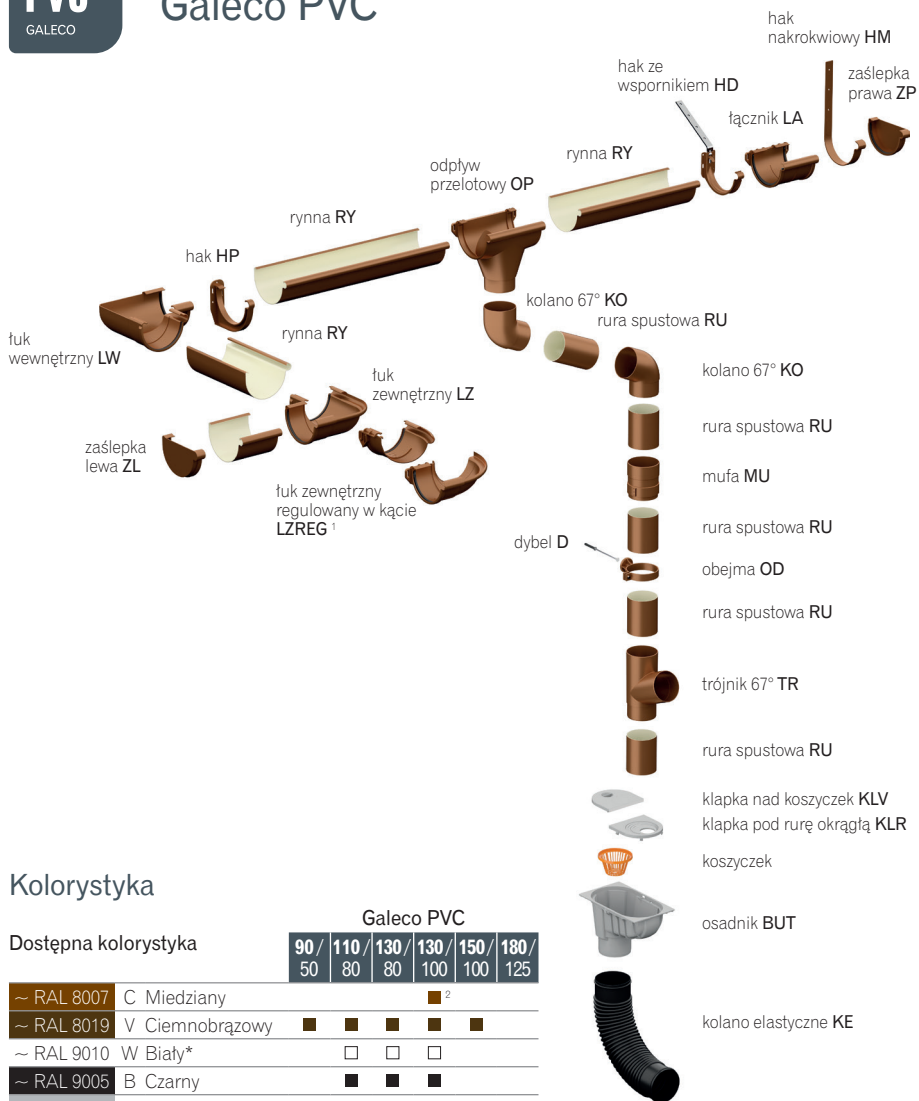 PVC
GALECO
Galeco PVC
hak
nakrokwiowy HM
hak ze
wspornikiem HD
zaślepka
prawa ZP
łącznik LA
rynna RY
odpływ
przelotowy OP
rynna RY
hak HP
kolano 67° KO
rura spustowa RU
łuk
wewnętrzny LW
rynna RY
kolano 67° KO
łuk
zewnętrzny LZ
rura spustowa RU
zaślepka
lewa ZL
mufa MU
łuk zewnętrzny
regulowany w kącie
LZREG 1
rura spustowa RU
dybel D
obejma OD
rura spustowa RU
trójnik 67° TR
rura spustowa RU
klapka nad koszyczek KLV
klapka pod rurę okrągłą KLR
koszyczek
osadnik BUT
kolano elastyczne KE
Kolorystyka
Galeco PVC
Dostępna kolorystyka
90/ 110/ 130/ 130/ 150/ 180/
50 80 80 100 100 125
~ RAL 8007 C Miedziany ■ 2
~ RAL 8019 V Ciemnobrązowy ■ ■ ■ ■ ■
~ RAL 9010 W Biały* □ □ □
~ RAL 9005 B Czarny ■ ■ ■